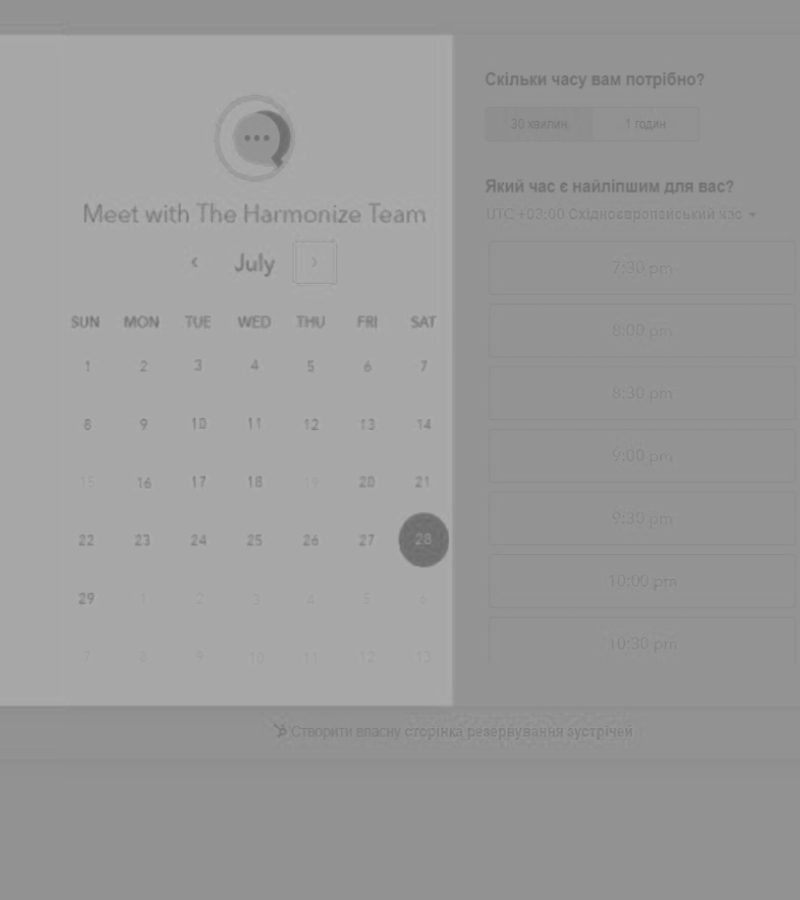 Meet with The Harmonize Team
‹ July ›
SUN MON TUE WED THU FRI SAT
1 2 3 4 5 6 7
8 9 10 11 12 13 14
15 16 17 18 19 20 21
22 23 24 25 26 27 28
29 1 2 3 4 5 6
7 8 9 10 11 12 13
Скільки часу вам потрібно?
30 хвилин 1 годин
Який час є найліпшим для вас?
UTC +03:00 Східноєвропейський час
7:30 pm
8:00 pm
8:30 pm
9:00 pm
9:30 pm
10:00 pm
10:30 pm
Створити власну сторінка резервування зустрічей